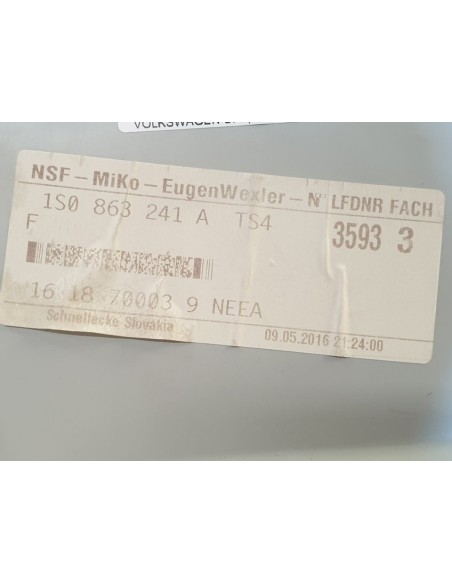 VOLKSWAGEN
NSF-MiKo-EugenWexler-N LFDNR FACH
1S0 863 241 A TS4
F 3593 3
16 18 70003 9 NEEA
Schnellecke Slovakia 09.05.2016 21:24:00